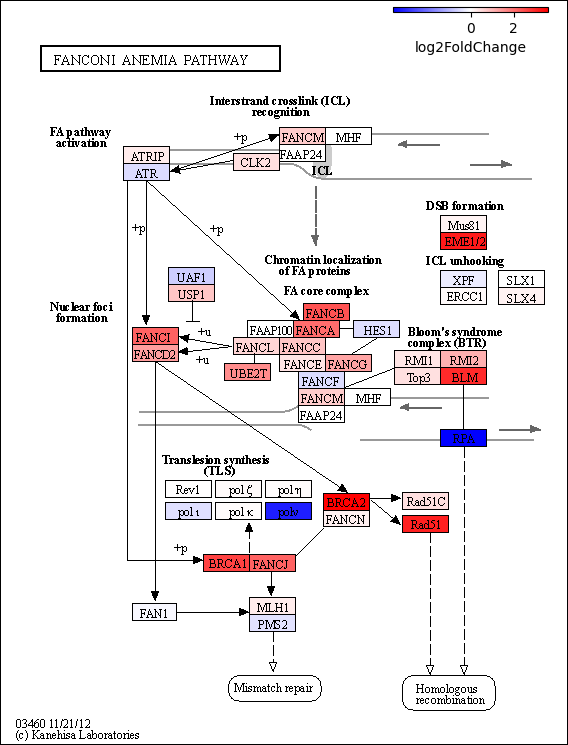 0 2
log2FoldChange
FANCONI ANEMIA PATHWAY
Interstrand crosslink (ICL)
recognition
FA pathway
activation
+p
FANCM MHF
FAAP24
ICL
ATRIP
ATR
CLK2
DSB formation
Mus81
EME1/2
+p
+p
Chromatin localization
of FA proteins
ICL unhooking
XPF SLX1
ERCC1 SLX4
UAF1
USP1
FA core complex
Nuclear foci
formation
FANCB
FAAP100 FANCA HES1
Bloom's syndrome
complex (BTR)
FANCI
FANCD2
+u
+u
FANCL FANCC
FANCE FANCG
UBE2T
FANCF
FANCM MHF
FAAP24
RMI1 RMI2
Top3 BLM
RPA
Translesion synthesis
(TLS)
Rev1 pol ζ pol η
pol ι pol κ polν
BRCA2
FANCN
Rad51C
Rad51
+p
BRCA1 FANCJ
FAN1
MLH1
PMS2
Mismatch repair
Homologous
recombination
03460 11/21/12
(c) Kanehisa Laboratories